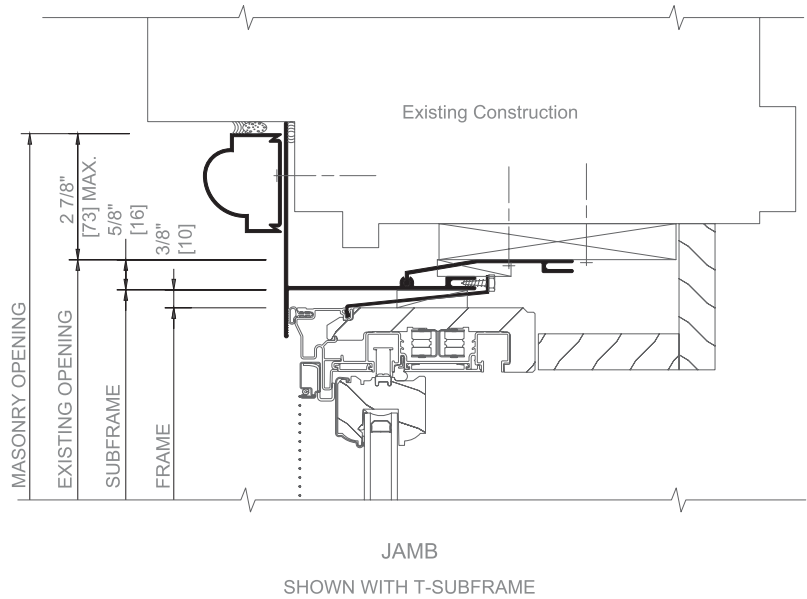 Existing Construction
2 7/8"
[73] MAX.
5/8"
[16]
3/8"
[10]
MASONRY OPENING
EXISTING OPENING
SUBFRAME
FRAME
JAMB
SHOWN WITH T-SUBFRAME